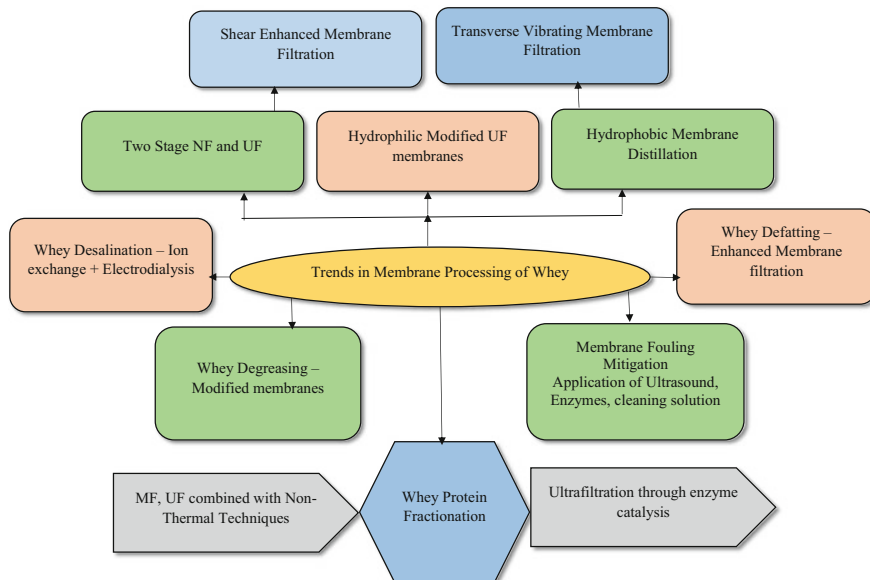 Shear Enhanced Membrane
Filtration
Transverse Vibrating Membrane
Filtration
Two Stage NF and UF
Hydrophilic Modified UF
membranes
Hydrophobic Membrane
Distillation
Whey Desalination – Ion
exchange + Electrodialysis
Trends in Membrane Processing of Whey
Whey Defatting –
Enhanced Membrane
filtration
Whey Degreasing –
Modified membranes
Membrane Fouling
Mitigation
Application of Ultrasound,
Enzymes, cleaning solution
MF, UF combined with Non-
Thermal Techniques
Whey Protein
Fractionation
Ultrafiltration through enzyme
catalysis